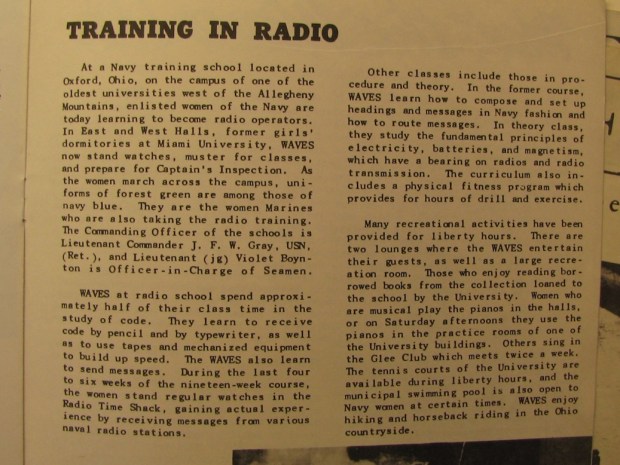 TRAINING IN RADIO
At a Navy training school located in
Oxford, Ohio, on the campus of one of the
oldest universities west of the Allegheny
Mountains, enlisted women of the Navy are
today learning to become radio operators.
In East and West Halls, former girls'
dormitories at Miami University, WAVES
now stand watches, muster for classes,
and prepare for Captain's Inspection. As
the women march across the campus, uni-
forms of forest green are among those of
navy blue. They are the women Marines
who are also taking the radio training.
The Commanding Officer of the schools is
Lieutenant Commander J. F. W. Gray, USN,
(Ret.), and Lieutenant (jg) Violet Boyn-
ton is Officer-in-Charge of Seamen.
WAVES at radio school spend approxi-
mately half of their class time in the
study of code. They learn to receive
code by pencil and by typewriter, as well
as to use tapes and mechanized equipment
to build up speed. The WAVES also learn
to send messages. During the last four
to six weeks of the nineteen-week course,
the women stand regular watches in the
Radio Time Shack, gaining actual exper-
ience by receiving messages from various
naval radio stations.
Other classes include those in pro-
cedure and theory. In the former course,
WAVES learn how to compose and set up
headings and messages in Navy fashion and
how to route messages. In theory class,
they study the fundamental principles of
electricity, batteries, and magnetism,
which have a bearing on radios and radio
transmission. The curriculum also in-
cludes a physical fitness program which
provides for hours of drill and exercise.
Many recreational activities have been
provided for liberty hours. There are
two lounges where the WAVES entertain
their guests, as well as a large recre-
ation room. Those who enjoy reading bor-
rowed books from the collection loaned to
the school by the University. Women who
are musical play the pianos in the halls,
or on Saturday afternoons they use the
pianos in the practice rooms of one of
the University buildings. Others sing in
the Glee Club which meets twice a week.
The tennis courts of the University are
available during liberty hours, and the
municipal swimming pool is also open to
Navy women at certain times. WAVES enjoy
hiking and horseback riding in the Ohio
countryside.